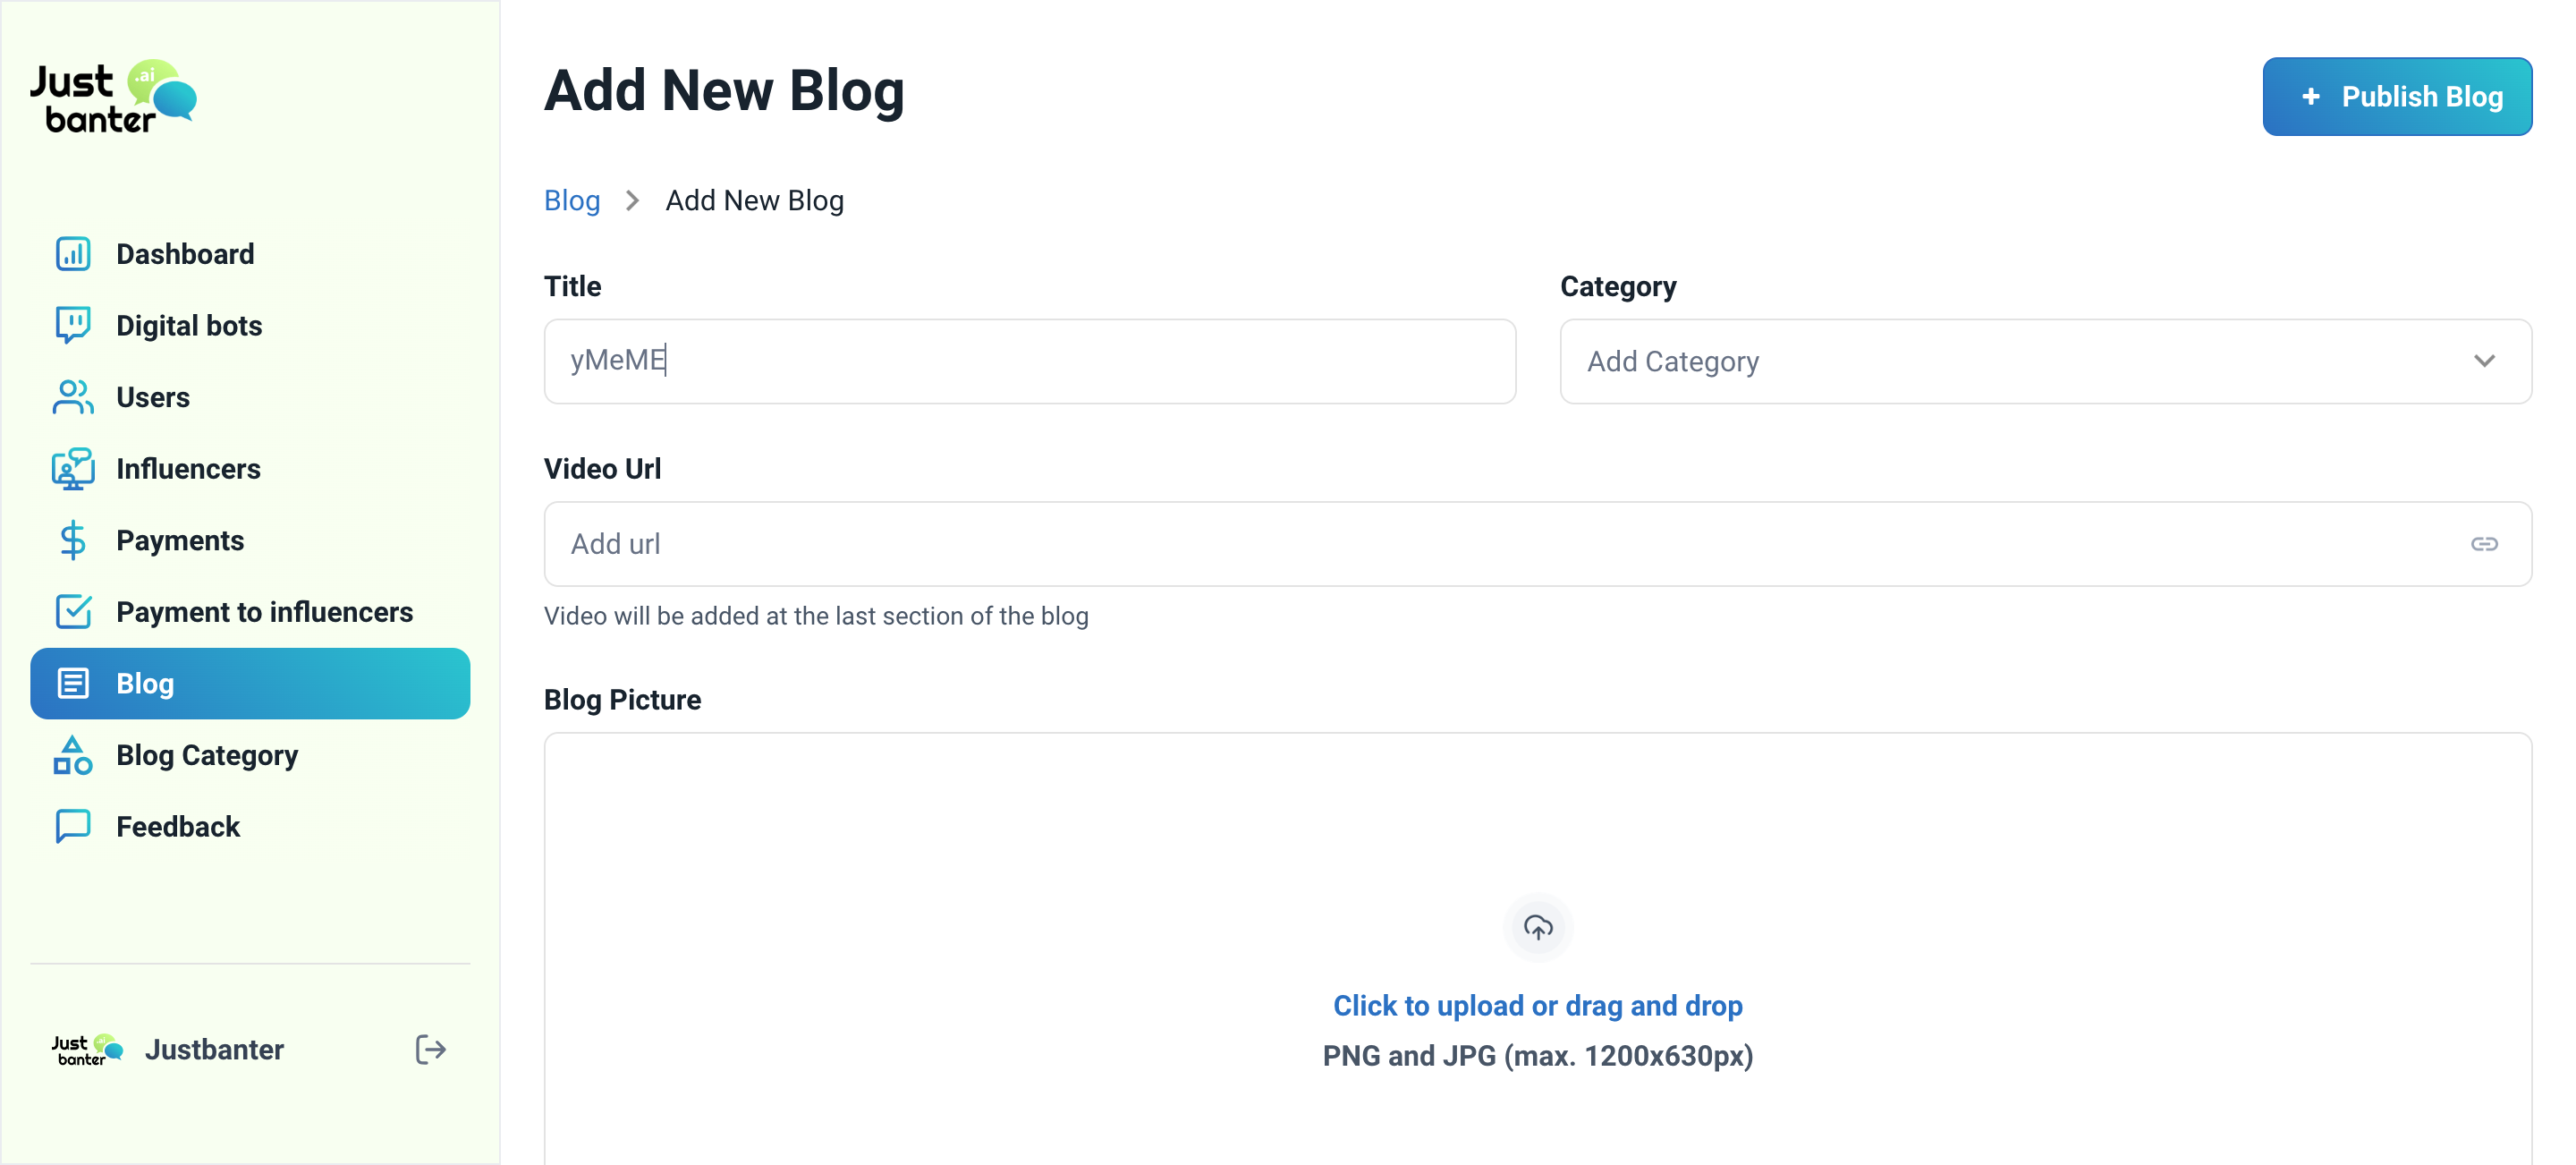 Just .ai
banter
Dashboard
Digital bots
Users
Influencers
Payments
Payment to influencers
Blog
Blog Category
Feedback
Just .ai
banter
Justbanter
Add New Blog
+ Publish Blog
Blog > Add New Blog
Title
yMeME
Category
Add Category
Video Url
Add url
Video will be added at the last section of the blog
Blog Picture
Click to upload or drag and drop
PNG and JPG (max. 1200x630px)